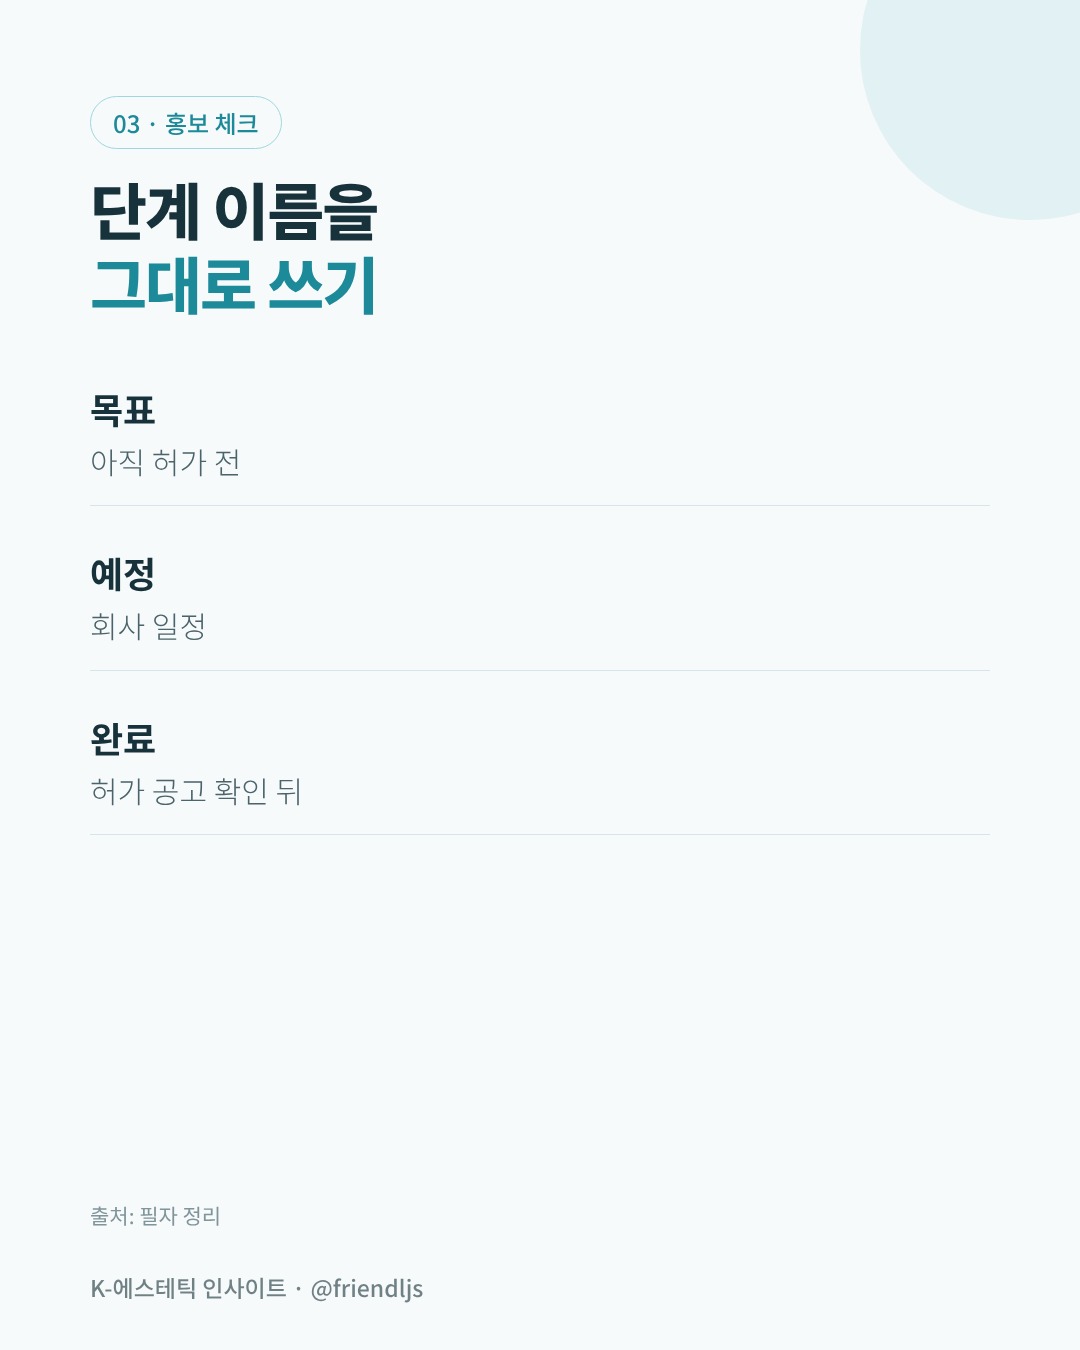 03 · 홍보 체크
단계 이름을
그대로 쓰기
목표
아직 허가 전
예정
회사 일정
완료
허가 공고 확인 뒤
출처: 필자 정리
K-에스테틱 인사이트 · @friendljs